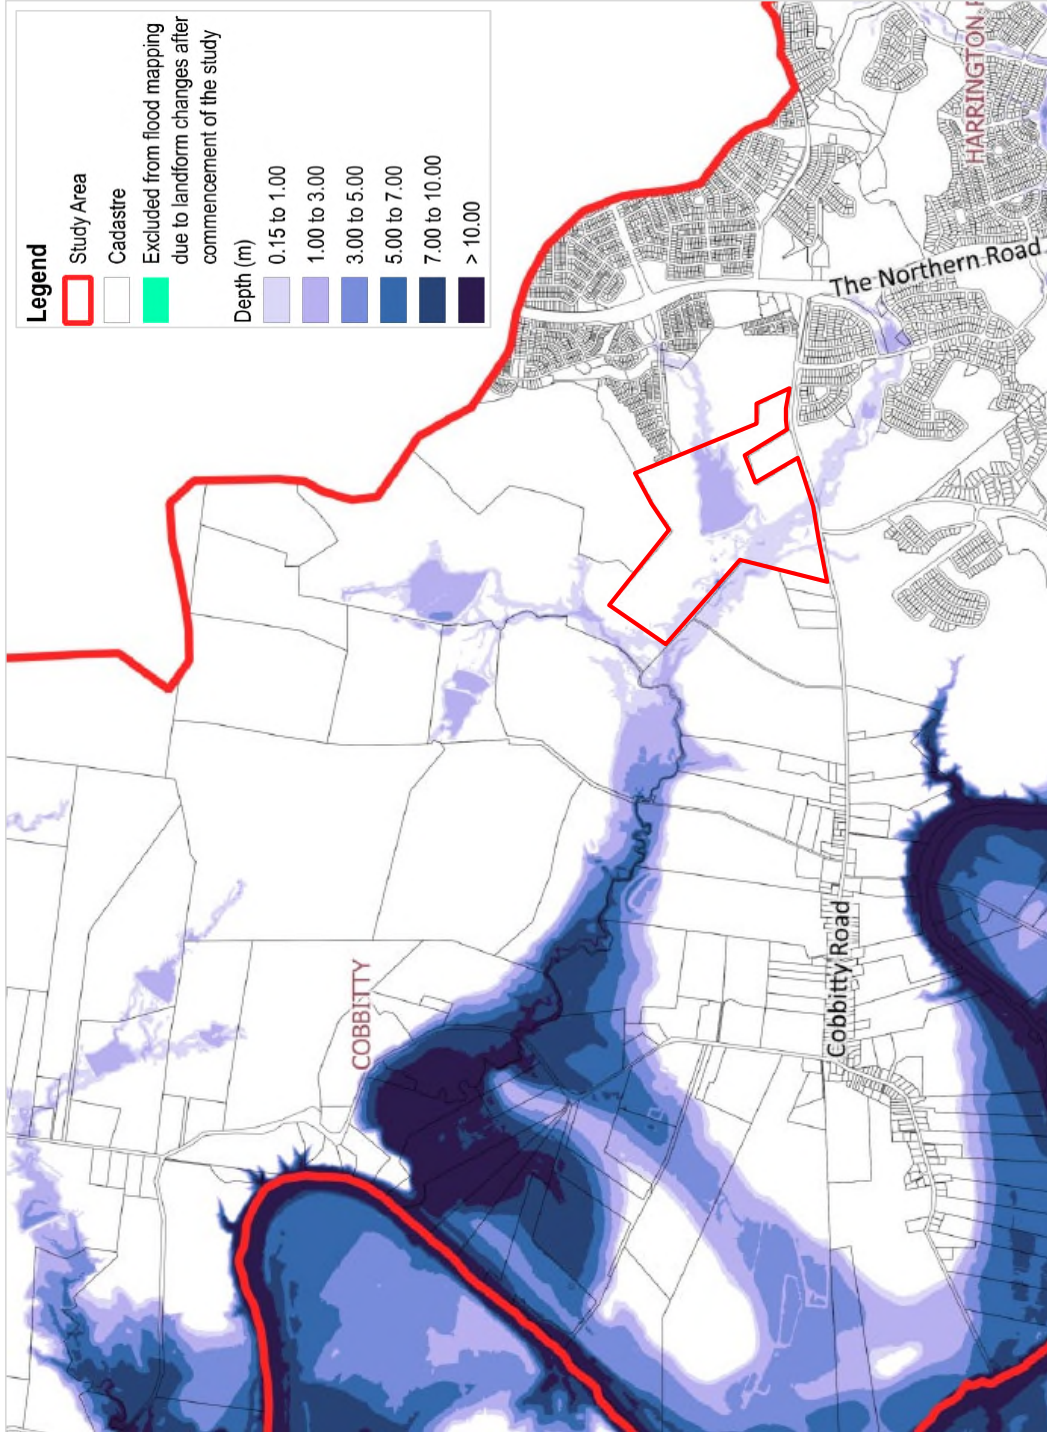 Legend
Study Area
Cadastre
Excluded from flood mapping
due to landform changes after
commencement of the study
Depth (m)
0.15 to 1.00
1.00 to 3.00
3.00 to 5.00
5.00 to 7.00
7.00 to 10.00
> 10.00
HARRINGTON
The Northern Road
COBBITTY
Cobbitty Road